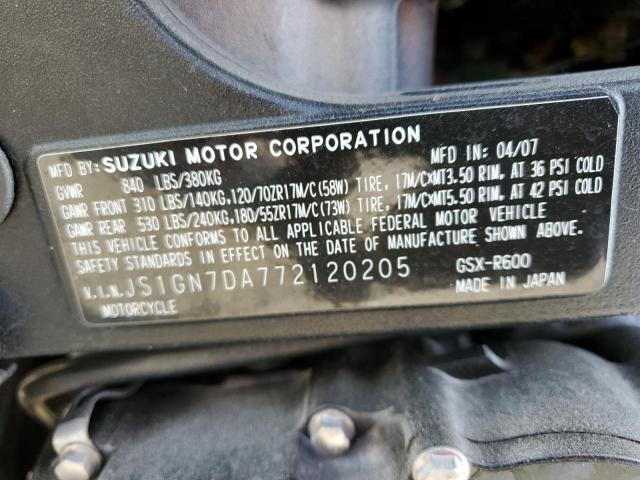 MFD BY: SUZUKI MOTOR CORPORATION MFD IN: 04/07
GVWR 840 LBS/380KG
GAWR FRONT 310 LBS/140KG,120/70ZR17M/C(58W) TIRE, 17M/C×MT3.50 RIM, AT 36 PSI COLD
GAWR REAR 530 LBS/240KG,180/55ZR17M/C(73W) TIRE, 17M/C×MT5.50 RIM, AT 42 PSI COLD
THIS VEHICLE CONFORMS TO ALL APPLICABLE FEDERAL MOTOR VEHICLE
SAFETY STANDARDS IN EFFECT ON THE DATE OF MANUFACTURE SHOWN ABOVE.
V.I.N. JS1GN7DA772120205 GSX-R600
MOTORCYCLE MADE IN JAPAN